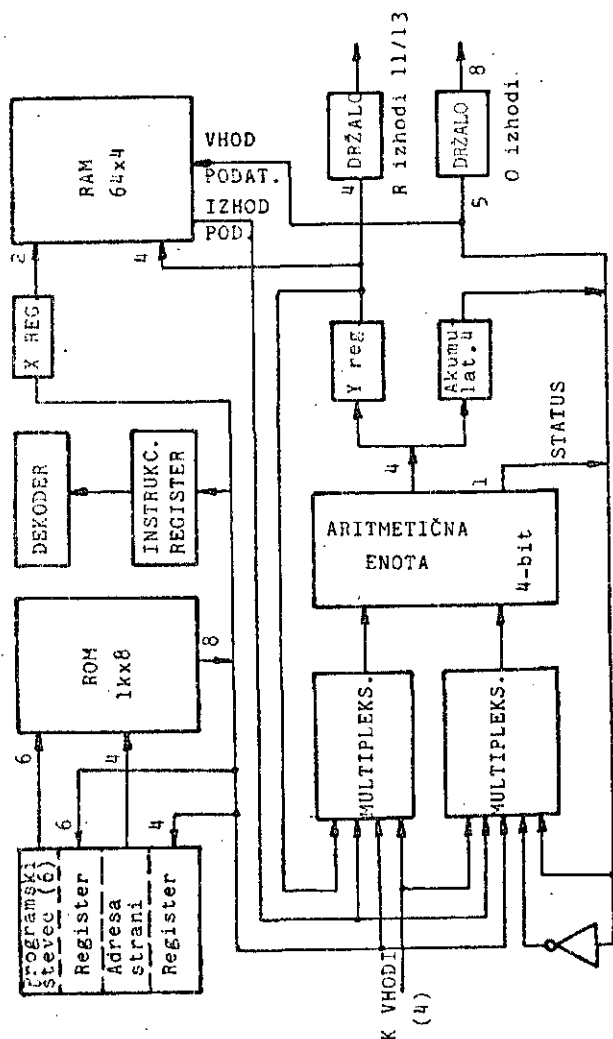 Programski
števec (6)
Register
Adresa
strani
Register
6
4
6
4
ROM
1kx8
8
DEKODER
INSTRUKC.
REGISTER
X REG
2
4
RAM
64x4
VHOD
PODAT.
IZHOD
POD.
K VHODI
(4)
MULTIPLEKS.
MULTIPLEKS.
ARITMETIČNA
ENOTA
4-bit
4
1
STATUS
Y reg
Akumu-
lat.4
4
DRŽALO
R izhodi 11/13
5
DRŽALO
8
O izhodi